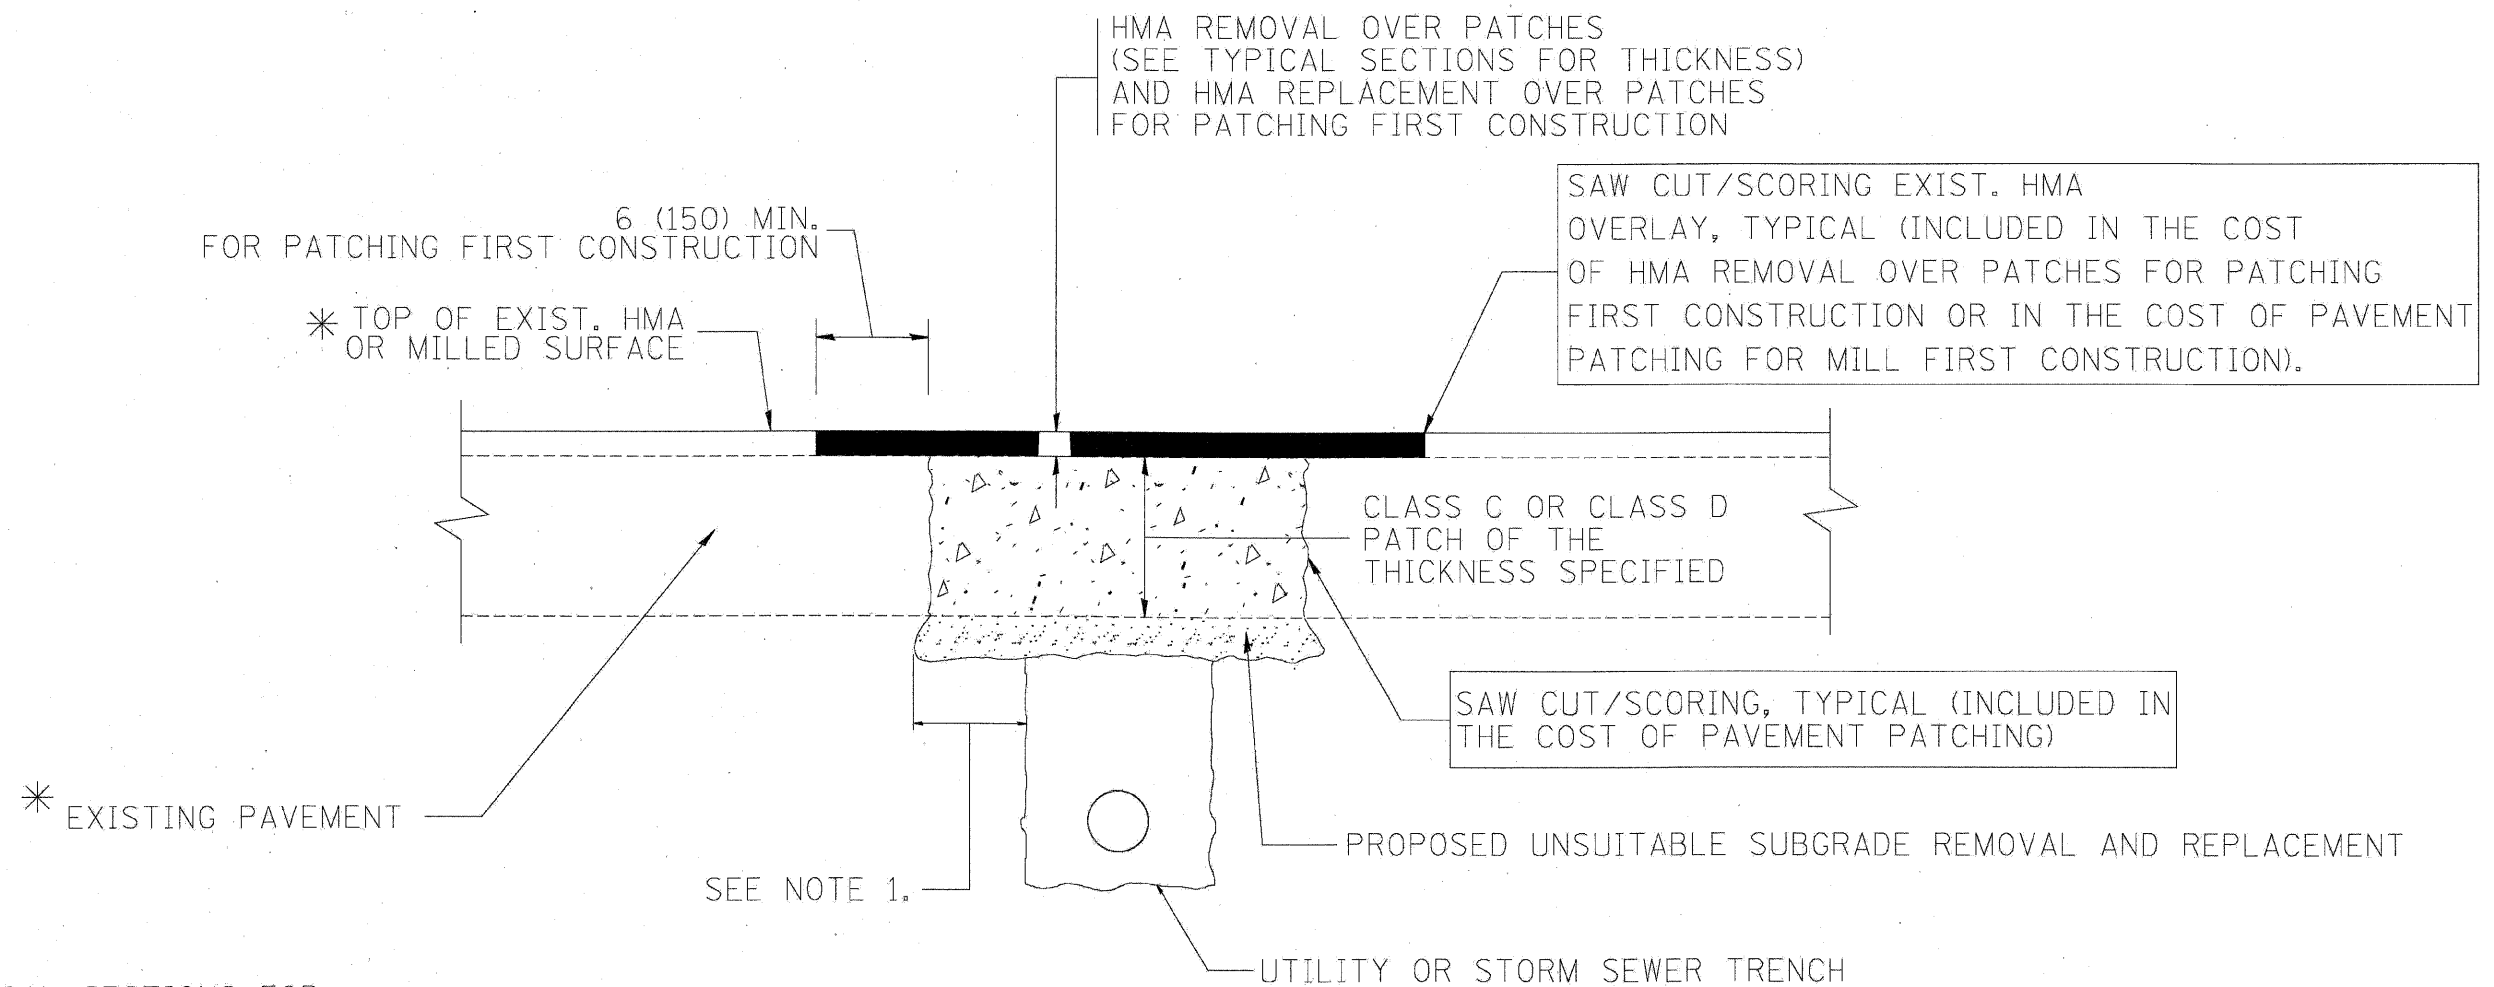 HMA REMOVAL OVER PATCHES
(SEE TYPICAL SECTIONS FOR THICKNESS)
AND HMA REPLACEMENT OVER PATCHES
FOR PATCHING FIRST CONSTRUCTION
SAW CUT/SCORING EXIST. HMA
OVERLAY, TYPICAL (INCLUDED IN THE COST
OF HMA REMOVAL OVER PATCHES FOR PATCHING
FIRST CONSTRUCTION OR IN THE COST OF PAVEMENT
PATCHING FOR MILL FIRST CONSTRUCTION).
6 (150) MIN.
FOR PATCHING FIRST CONSTRUCTION
* TOP OF EXIST. HMA
OR MILLED SURFACE
CLASS C OR CLASS D
PATCH OF THE
THICKNESS SPECIFIED
SAW CUT/SCORING, TYPICAL (INCLUDED IN
THE COST OF PAVEMENT PATCHING)
* EXISTING PAVEMENT
PROPOSED UNSUITABLE SUBGRADE REMOVAL AND REPLACEMENT
SEE NOTE 1.
UTILITY OR STORM SEWER TRENCH